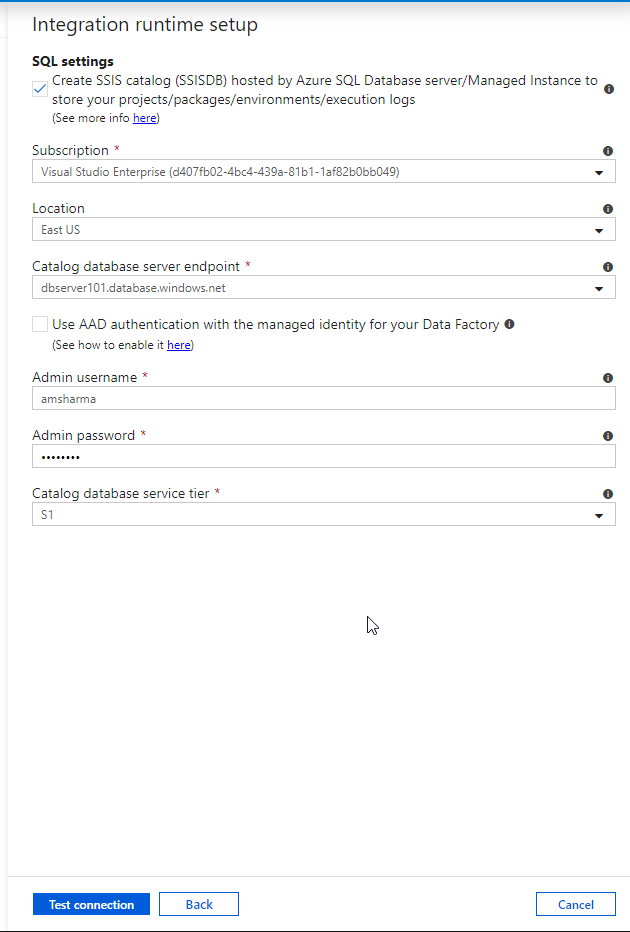 Integration runtime setup
SQL settings
Create SSIS catalog (SSISDB) hosted by Azure SQL Database server/Managed Instance to
store your projects/packages/environments/execution logs
(See more info here)
Subscription *
Visual Studio Enterprise (d407fb02-4bc4-439a-81b1-1af82b0bb049)
Location
East US
Catalog database server endpoint *
dbserver101.database.windows.net
Use AAD authentication with the managed identity for your Data Factory
(See how to enable it here)
Admin username *
amsharma
Admin password *
••••••••
Catalog database service tier *
S1
Test connection
Back
Cancel